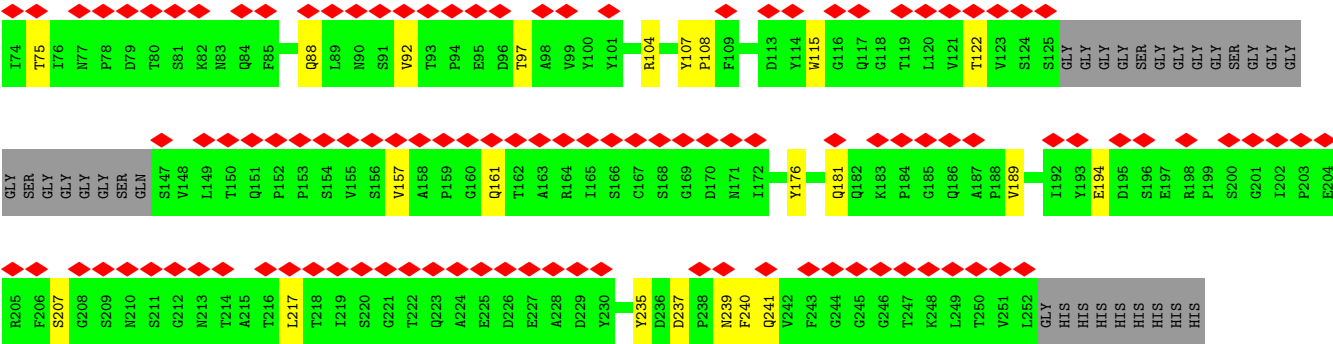 I74 T75 I76 N77 P78 D79 T80 S81 K82 N83 Q84 F85 Q88 L89 N90 S91 V92 T93 P94 E95 D96 T97 A98 V99 Y100 Y101 R104 Y107 P108 F109 D113 Y114 W115 G116 Q117 G118 T119 L120 V121 T122 V123 S124 S125 GLY GLY GLY GLY SER GLY GLY GLY GLY SER GLY GLY GLY GLY
GLY SER GLY GLY GLY GLY SER GLN S147 V148 L149 T150 Q151 P152 P153 S154 V155 S156 V157 A158 P159 G160 Q161 T162 A163 R164 I165 S166 C167 S168 G169 D170 N171 I172 Y176 Q181 Q182 K183 P184 G185 Q186 A187 P188 V189 I192 Y193 E194 D195 S196 E197 R198 P199 S200 G201 I202 P203 E204
R205 F206 S207 G208 S209 N210 S211 G212 N213 T214 A215 T216 L217 T218 I219 S220 G221 T222 Q223 A224 E225 D226 E227 A228 D229 Y230 Y235 D236 D237 P238 N239 F240 Q241 V242 F243 G244 G245 G246 T247 K248 L249 T250 V251 L252 GLY HIS HIS HIS HIS HIS HIS HIS HIS